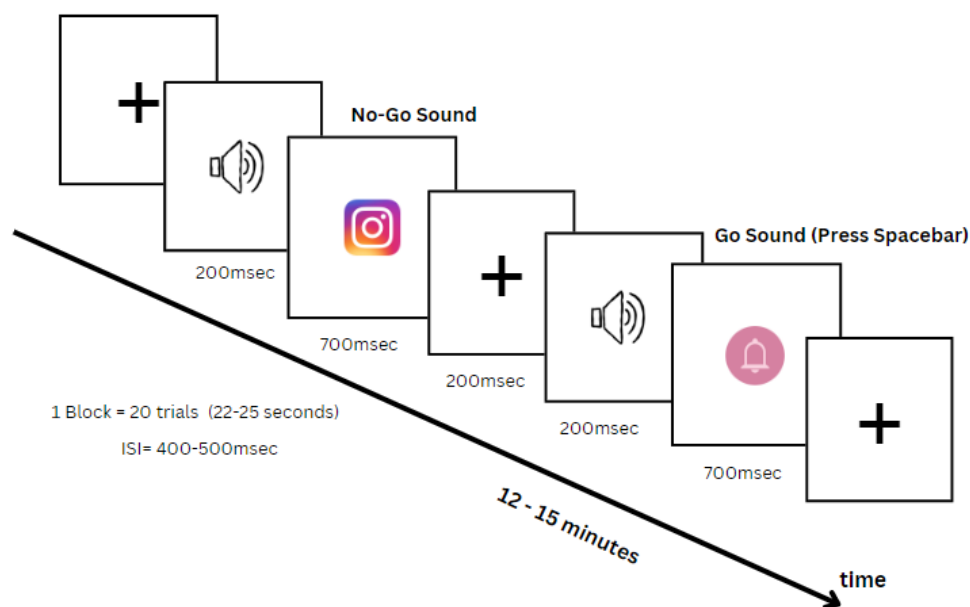 No-Go Sound
200msec
Go Sound (Press Spacebar)
700msec
200msec
200msec
700msec
1 Block = 20 trials (22-25 seconds)
ISI= 400-500msec
12 - 15 minutes
time